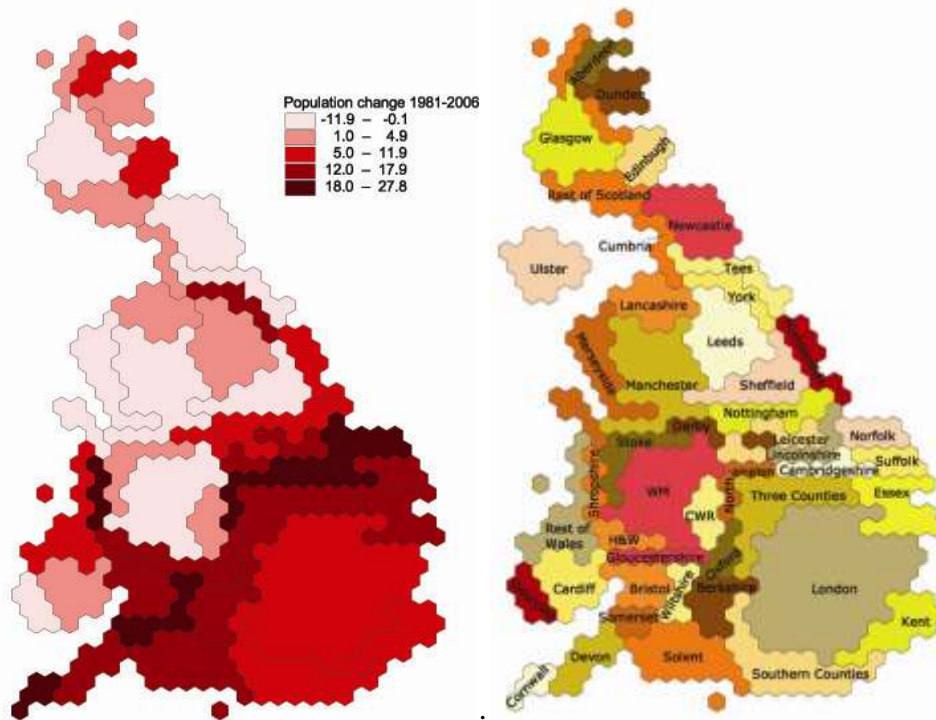 Population change 1981-2006
-11.9 – -0.1
1.0 – 4.9
5.0 – 11.9
12.0 – 17.9
18.0 – 27.8
Aberdeen
Dundee
Glasgow
Edinbugh
Rest of Scotland
Newcastle
Cumbria
Ulster
Tees
York
Lancashire
Leeds
Merseyside
Manchester
Sheffield
Nottingham
Derby
Stoke
Leicester
Norfolk
Lincolnshire
Cambridgeshire
Suffolk
Shropshire
WM
North
Three Counties
Essex
CWR
Rest of
Wales
H&W
Gloucestershire
Oxford
Cardiff
Bristol
Wiltshire
Berkshire
London
Somerset
Kent
Devon
Solent
Southern Counties
Cornwall
.